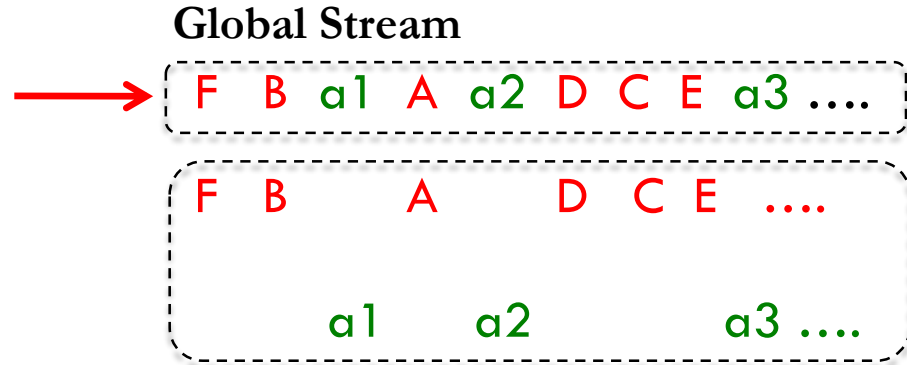 Global Stream
F B a1 A a2 D C E a3 ....
F B A D C E ....
a1 a2 a3 ....